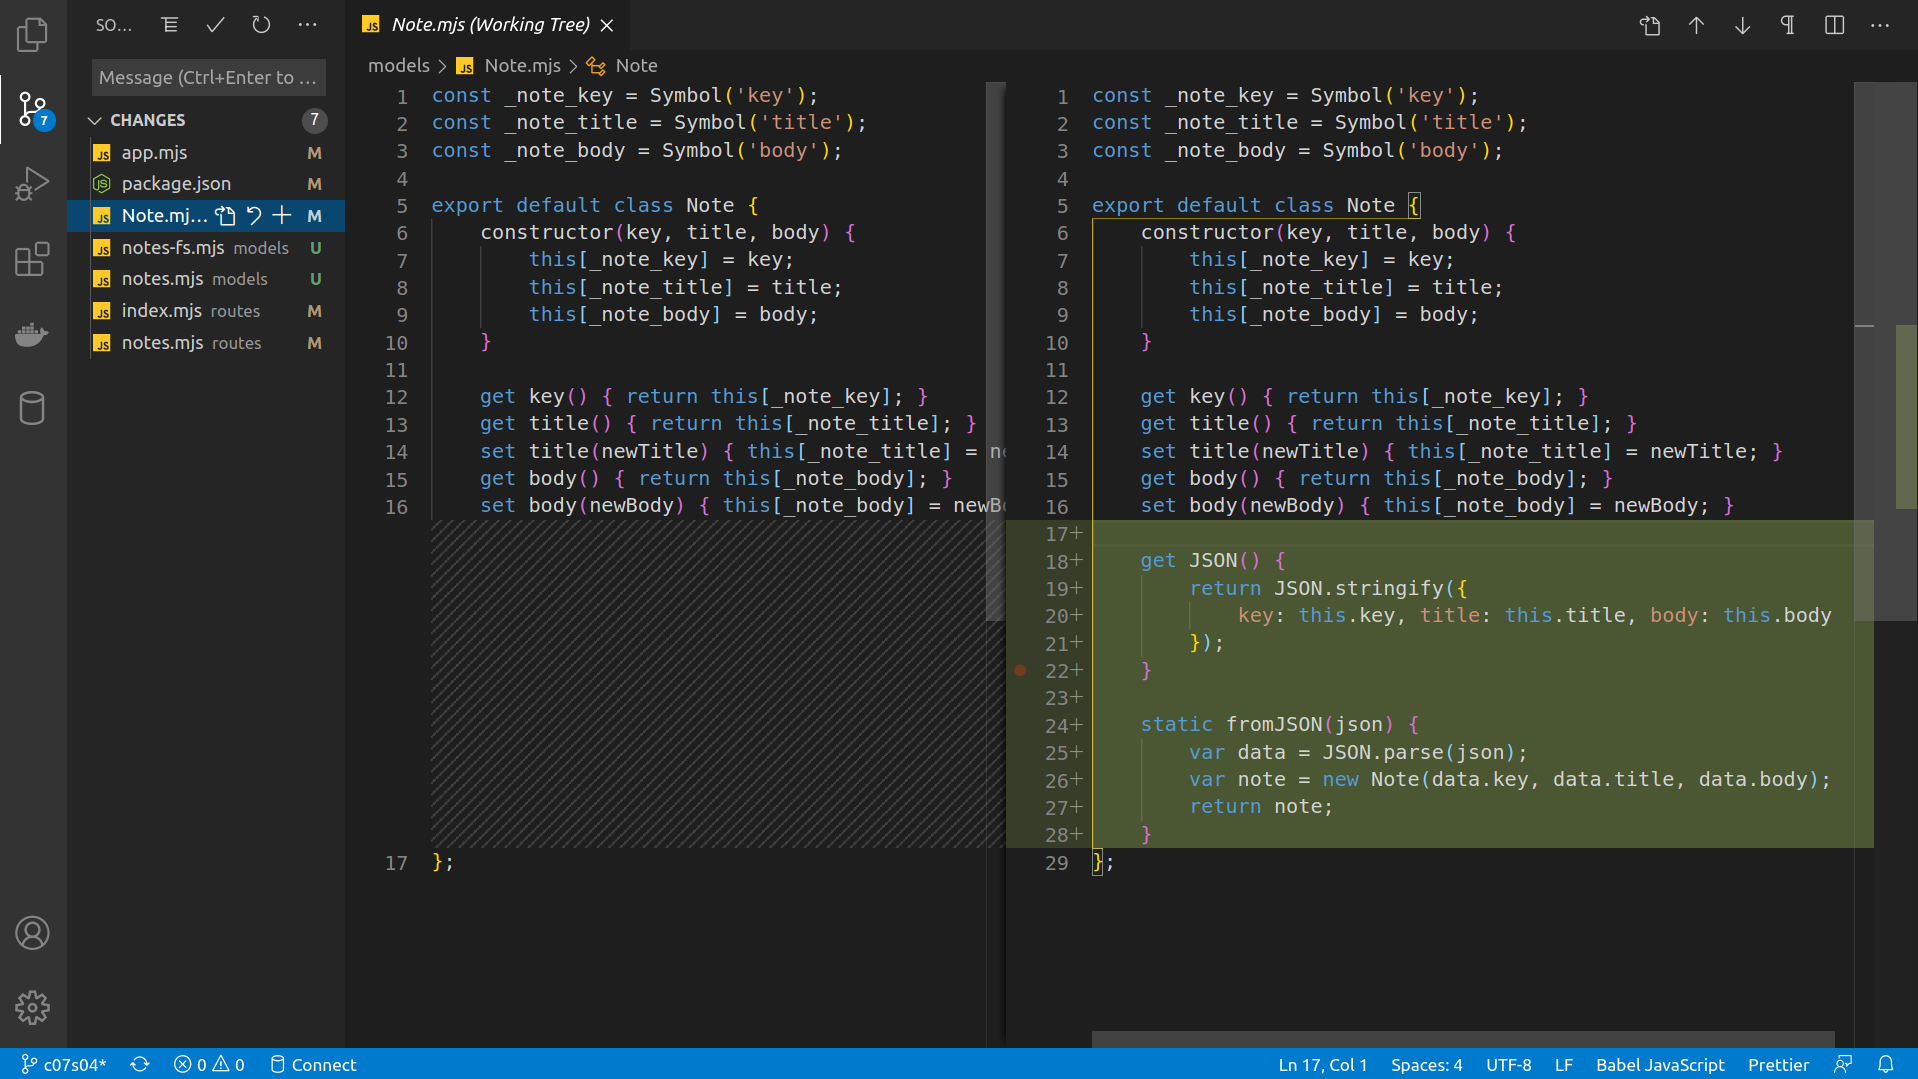 SO...
Message (Ctrl+Enter to ...
CHANGES 7
app.mjs M
package.json M
Note.mj... M
notes-fs.mjs models U
notes.mjs models U
index.mjs routes M
notes.mjs routes M
7
Note.mjs (Working Tree)
models > Note.mjs > Note
1 const _note_key = Symbol('key');
2 const _note_title = Symbol('title');
3 const _note_body = Symbol('body');
4
5 export default class Note {
6 constructor(key, title, body) {
7 this[_note_key] = key;
8 this[_note_title] = title;
9 this[_note_body] = body;
10 }
11
12 get key() { return this[_note_key]; }
13 get title() { return this[_note_title]; }
14 set title(newTitle) { this[_note_title] = ne
15 get body() { return this[_note_body]; }
16 set body(newBody) { this[_note_body] = newB
17 };
1 const _note_key = Symbol('key');
2 const _note_title = Symbol('title');
3 const _note_body = Symbol('body');
4
5 export default class Note {
6 constructor(key, title, body) {
7 this[_note_key] = key;
8 this[_note_title] = title;
9 this[_note_body] = body;
10 }
11
12 get key() { return this[_note_key]; }
13 get title() { return this[_note_title]; }
14 set title(newTitle) { this[_note_title] = newTitle; }
15 get body() { return this[_note_body]; }
16 set body(newBody) { this[_note_body] = newBody; }
17+
18+ get JSON() {
19+ return JSON.stringify({
20+ key: this.key, title: this.title, body: this.body
21+ });
22+ }
23+
24+ static fromJSON(json) {
25+ var data = JSON.parse(json);
26+ var note = new Note(data.key, data.title, data.body);
27+ return note;
28+ }
29 };
c07s04* 0 0 Connect Ln 17, Col 1 Spaces: 4 UTF-8 LF Babel JavaScript Prettier